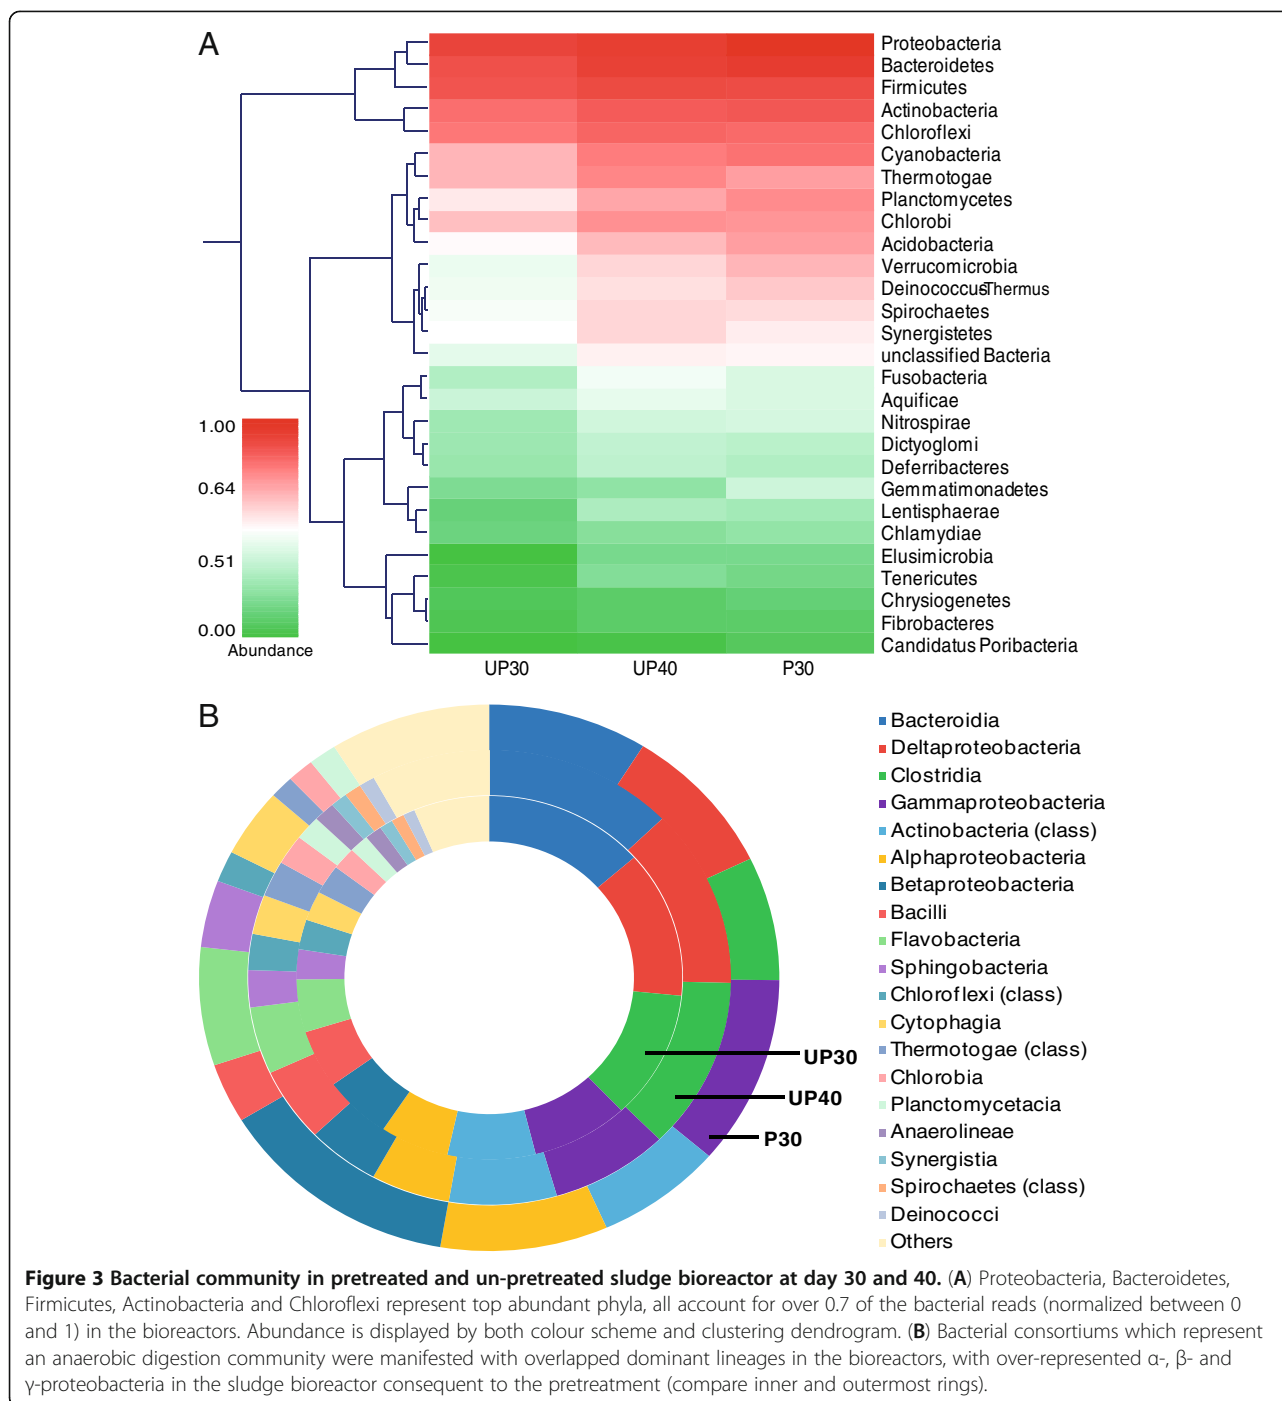 A
Proteobacteria
Bacteroidetes
Firmicutes
Actinobacteria
Chloroflexi
Cyanobacteria
Thermotogae
Planctomycetes
Chlorobi
Acidobacteria
Verrucomicrobia
Deinococcus-Thermus
Spirochaetes
Synergistetes
unclassified Bacteria
Fusobacteria
Aquificae
Nitrospirae
Dictyoglomi
Deferribacteres
Gemmatimonadetes
Lentisphaerae
Chlamydiae
Elusimicrobia
Tenericutes
Chrysiogenetes
Fibrobacteres
Candidatus Poribacteria
1.00
0.64
0.51
0.00
Abundance
UP30 UP40 P30
B
Bacteroidia
Deltaproteobacteria
Clostridia
Gammaproteobacteria
Actinobacteria (class)
Alphaproteobacteria
Betaproteobacteria
Bacilli
Flavobacteria
Sphingobacteria
Chloroflexi (class)
Cytophagia
Thermotogae (class)
Chlorobia
Planctomycetacia
Anaerolineae
Synergistia
Spirochaetes (class)
Deinococci
Others
UP30
UP40
P30
Figure 3 Bacterial community in pretreated and un-pretreated sludge bioreactor at day 30 and 40. (A) Proteobacteria, Bacteroidetes,
Firmicutes, Actinobacteria and Chloroflexi represent top abundant phyla, all account for over 0.7 of the bacterial reads (normalized between 0
and 1) in the bioreactors. Abundance is displayed by both colour scheme and clustering dendrogram. (B) Bacterial consortiums which represent
an anaerobic digestion community were manifested with overlapped dominant lineages in the bioreactors, with over-represented α-, β- and
γ-proteobacteria in the sludge bioreactor consequent to the pretreatment (compare inner and outermost rings).